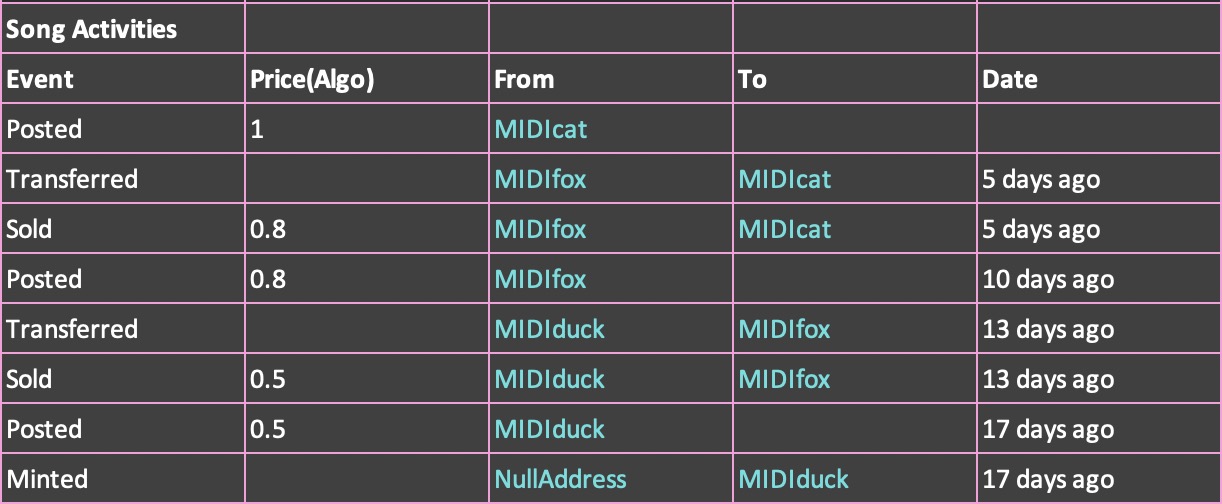 Song Activities
Event Price(Algo) From To Date
Posted 1 MIDIcat
Transferred MIDIfox MIDIcat 5 days ago
Sold 0.8 MIDIfox MIDIcat 5 days ago
Posted 0.8 MIDIfox 10 days ago
Transferred MIDIduck MIDIfox 13 days ago
Sold 0.5 MIDIduck MIDIfox 13 days ago
Posted 0.5 MIDIduck 17 days ago
Minted NullAddress MIDIduck 17 days ago